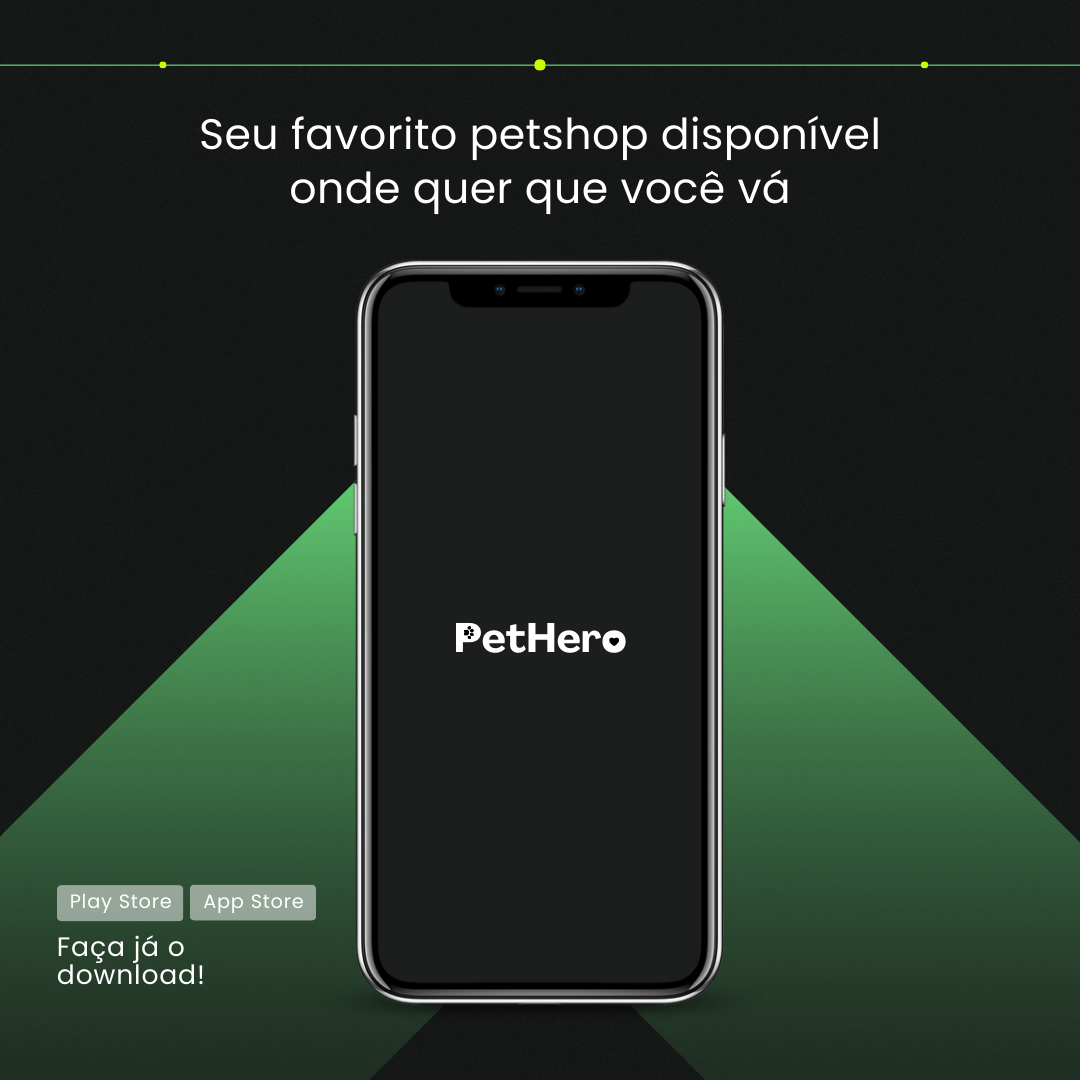 Seu favorito petshop disponível
onde quer que você vá
PetHero
Play Store App Store
Faça já o
download!